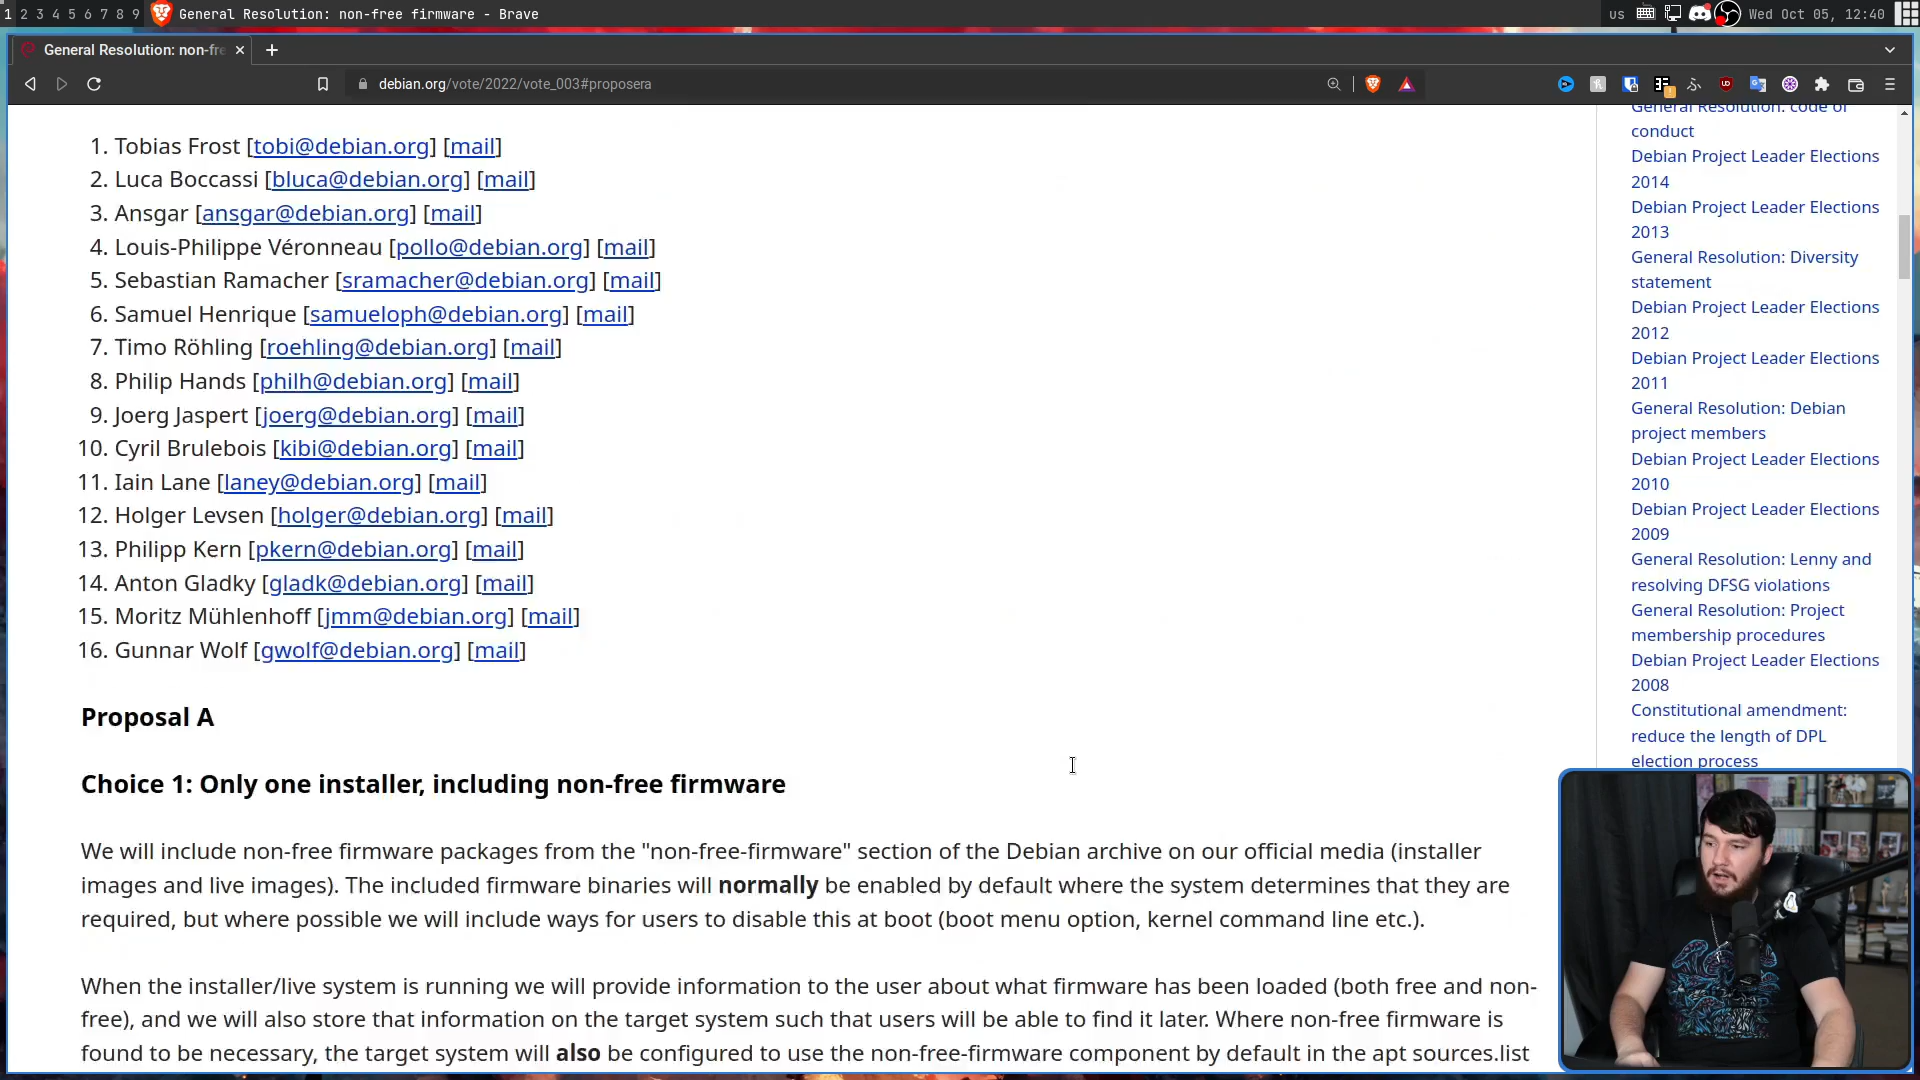 1 2 3 4 5 6 7 8 9 General Resolution: non-free firmware - Brave us Wed Oct 05, 12:40
General Resolution: non-fre
debian.org/vote/2022/vote_003#proposera
1. Tobias Frost [tobi@debian.org] [mail]
2. Luca Boccassi [bluca@debian.org] [mail]
3. Ansgar [ansgar@debian.org] [mail]
4. Louis-Philippe Véronneau [pollo@debian.org] [mail]
5. Sebastian Ramacher [sramacher@debian.org] [mail]
6. Samuel Henrique [samueloph@debian.org] [mail]
7. Timo Röhling [roehling@debian.org] [mail]
8. Philip Hands [philh@debian.org] [mail]
9. Joerg Jaspert [joerg@debian.org] [mail]
10. Cyril Brulebois [kibi@debian.org] [mail]
11. Iain Lane [laney@debian.org] [mail]
12. Holger Levsen [holger@debian.org] [mail]
13. Philipp Kern [pkern@debian.org] [mail]
14. Anton Gladky [gladk@debian.org] [mail]
15. Moritz Mühlenhoff [jmm@debian.org] [mail]
16. Gunnar Wolf [gwolf@debian.org] [mail]
Proposal A
Choice 1: Only one installer, including non-free firmware
We will include non-free firmware packages from the "non-free-firmware" section of the Debian archive on our official media (installer
images and live images). The included firmware binaries will normally be enabled by default where the system determines that they are
required, but where possible we will include ways for users to disable this at boot (boot menu option, kernel command line etc.).
When the installer/live system is running we will provide information to the user about what firmware has been loaded (both free and non-
free), and we will also store that information on the target system such that users will be able to find it later. Where non-free firmware is
found to be necessary, the target system will also be configured to use the non-free-firmware component by default in the apt sources.list
General Resolution: code of
conduct
Debian Project Leader Elections
2014
Debian Project Leader Elections
2013
General Resolution: Diversity
statement
Debian Project Leader Elections
2012
Debian Project Leader Elections
2011
General Resolution: Debian
project members
Debian Project Leader Elections
2010
Debian Project Leader Elections
2009
General Resolution: Lenny and
resolving DFSG violations
General Resolution: Project
membership procedures
Debian Project Leader Elections
2008
Constitutional amendment:
reduce the length of DPL
election process